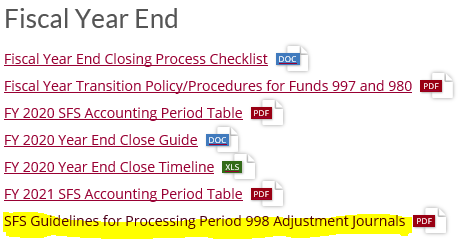 Fiscal Year End
Fiscal Year End Closing Process Checklist DOC
Fiscal Year Transition Policy/Procedures for Funds 997 and 980 PDF
FY 2020 SFS Accounting Period Table PDF
FY 2020 Year End Close Guide DOC
FY 2020 Year End Close Timeline XLS
FY 2021 SFS Accounting Period Table PDF
SFS Guidelines for Processing Period 998 Adjustment Journals PDF